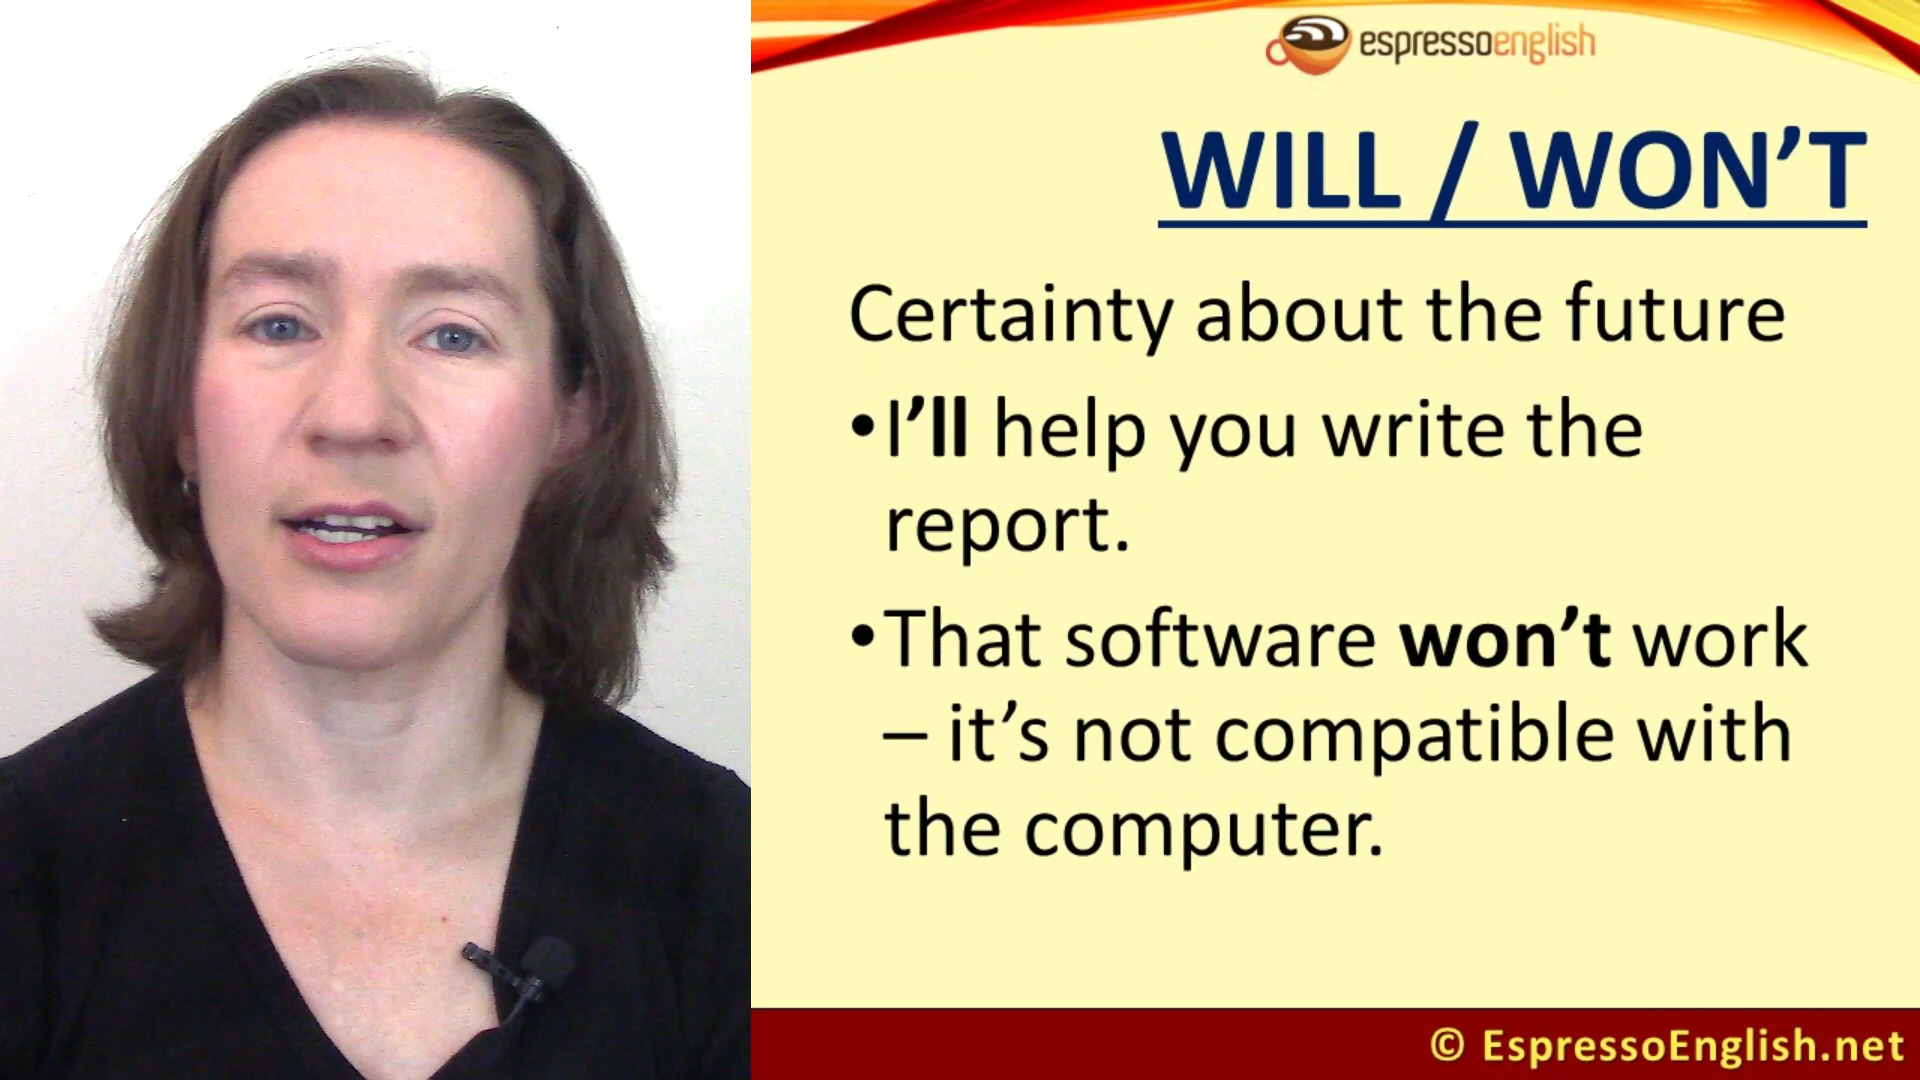 espressoenglish
WILL / WON’T
Certainty about the future
•I’ll help you write the
report.
•That software won’t work
– it’s not compatible with
the computer.
© EspressoEnglish.net